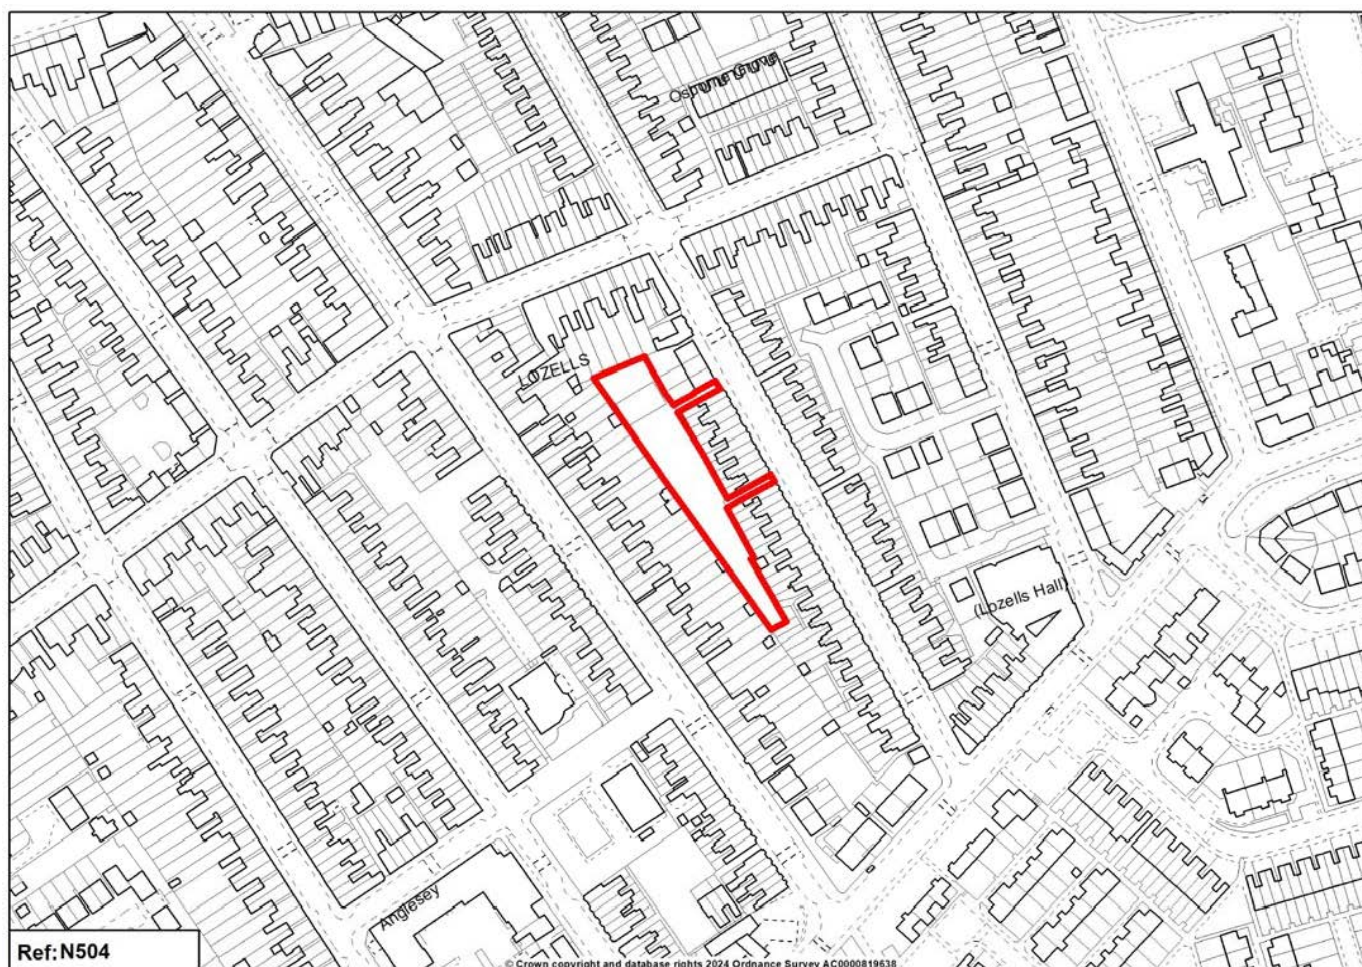 Osborne Grove
LOZELLS
(Lozells Hall)
Anglesey
Ref: N504
© Crown copyright and database rights 2024 Ordnance Survey AC0000819638